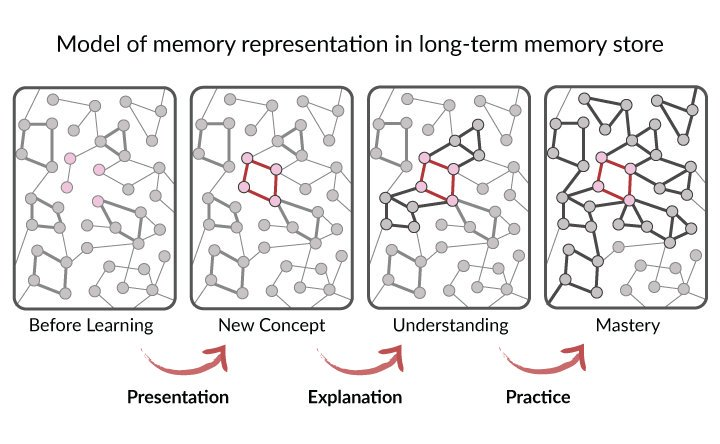 Model of memory representation in long-term memory store
Before Learning
New Concept
Understanding
Mastery
Presentation
Explanation
Practice